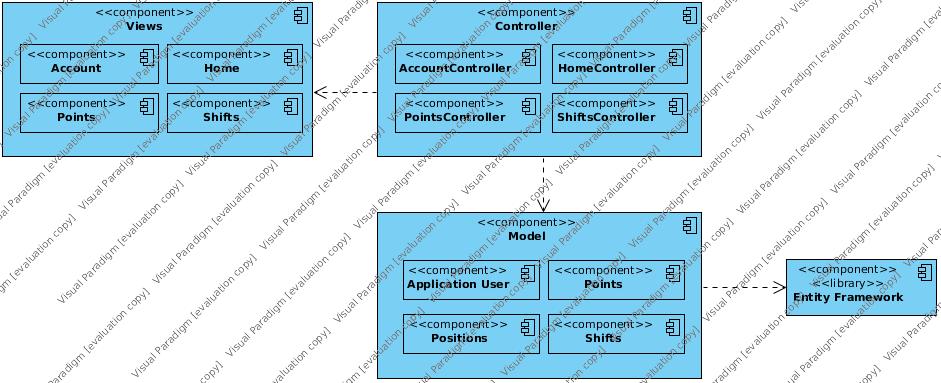 <<component>>
Views
<<component>>
Account
<<component>>
Home
<<component>>
Points
<<component>>
Shifts
<<component>>
Controller
<<component>>
AccountController
<<component>>
HomeController
<<component>>
PointsController
<<component>>
ShiftsController
<<component>>
Model
<<component>>
Application User
<<component>>
Points
<<component>>
Positions
<<component>>
Shifts
<<component>>
<<library>>
Entity Framework
Visual Paradigm [evaluation copy]